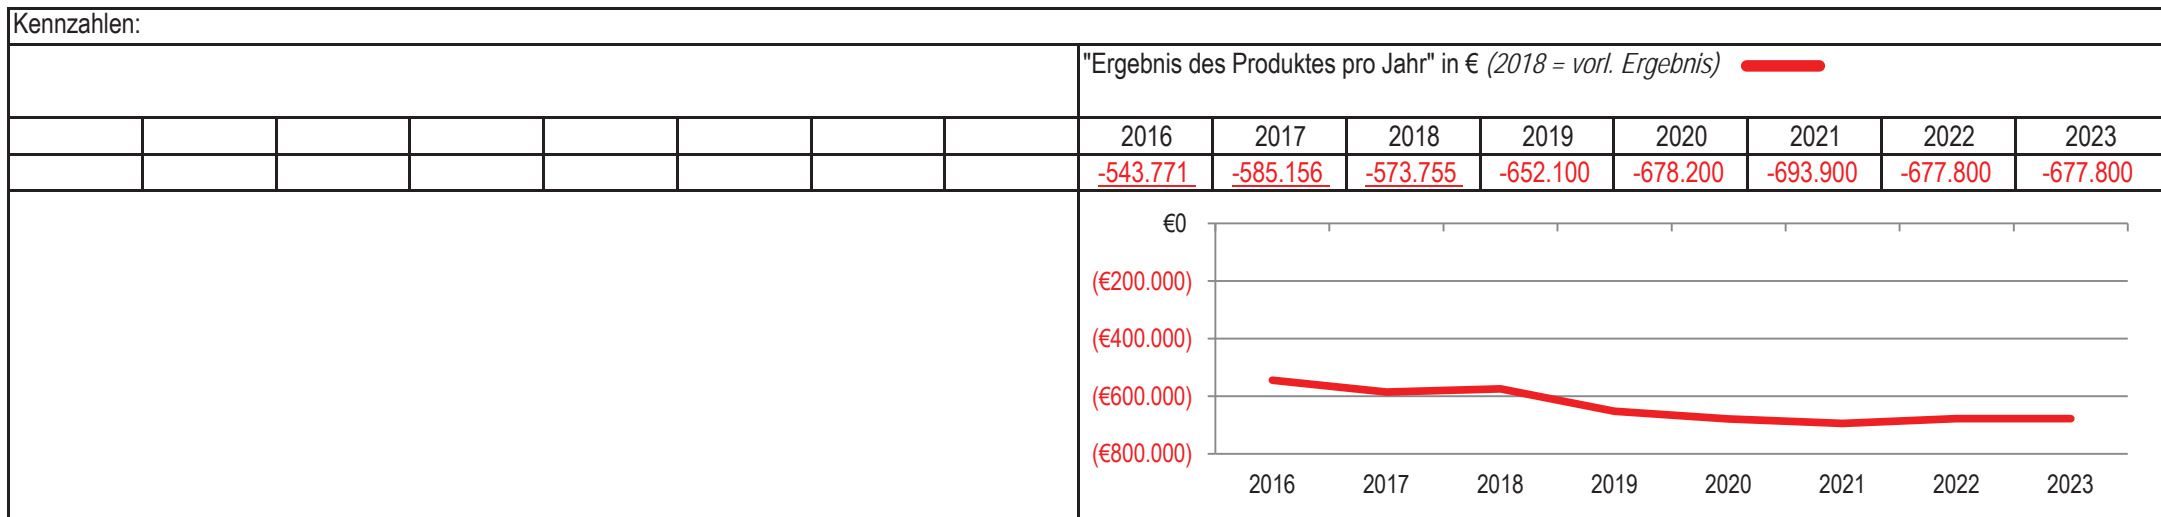 Kennzahlen:
"Ergebnis des Produktes pro Jahr" in € (2018 = vorl. Ergebnis)
2016 2017 2018 2019 2020 2021 2022 2023
-543.771 -585.156 -573.755 -652.100 -678.200 -693.900 -677.800 -677.800
€0
(€200.000)
(€400.000)
(€600.000)
(€800.000)
2016 2017 2018 2019 2020 2021 2022 2023